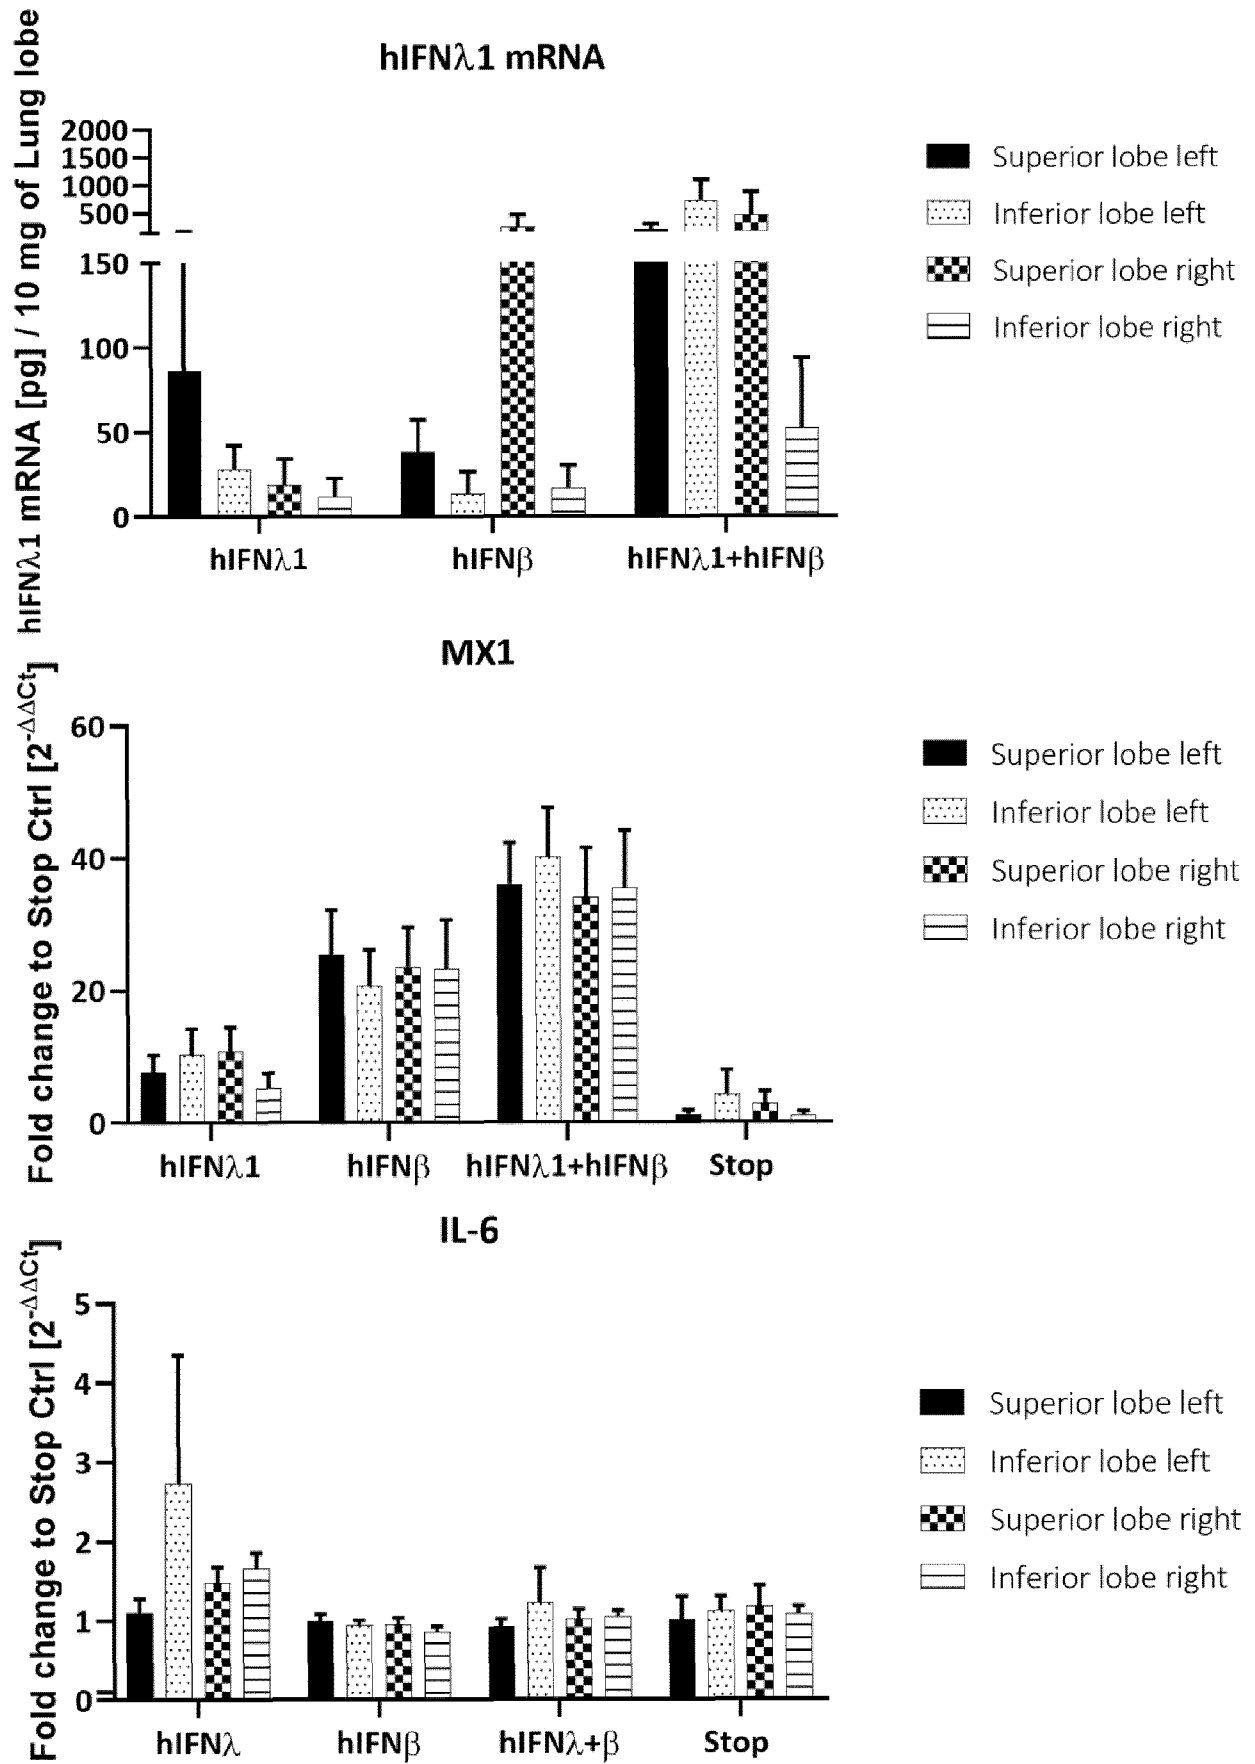 hIFNλ1 mRNA
hIFNλ1 mRNA [pg] / 10 mg of Lung lobe
2000
1500
1000
500
150
100
50
0
hIFNλ1 hIFNβ hIFNλ1+hIFNβ
Superior lobe left
Inferior lobe left
Superior lobe right
Inferior lobe right
MX1
Fold change to Stop Ctrl [2^-ΔΔCt]
60
40
20
0
hIFNλ1 hIFNβ hIFNλ1+hIFNβ Stop
Superior lobe left
Inferior lobe left
Superior lobe right
Inferior lobe right
IL-6
Fold change to Stop Ctrl [2^-ΔΔCt]
5
4
3
2
1
0
hIFNλ hIFNβ hIFNλ+β Stop
Superior lobe left
Inferior lobe left
Superior lobe right
Inferior lobe right